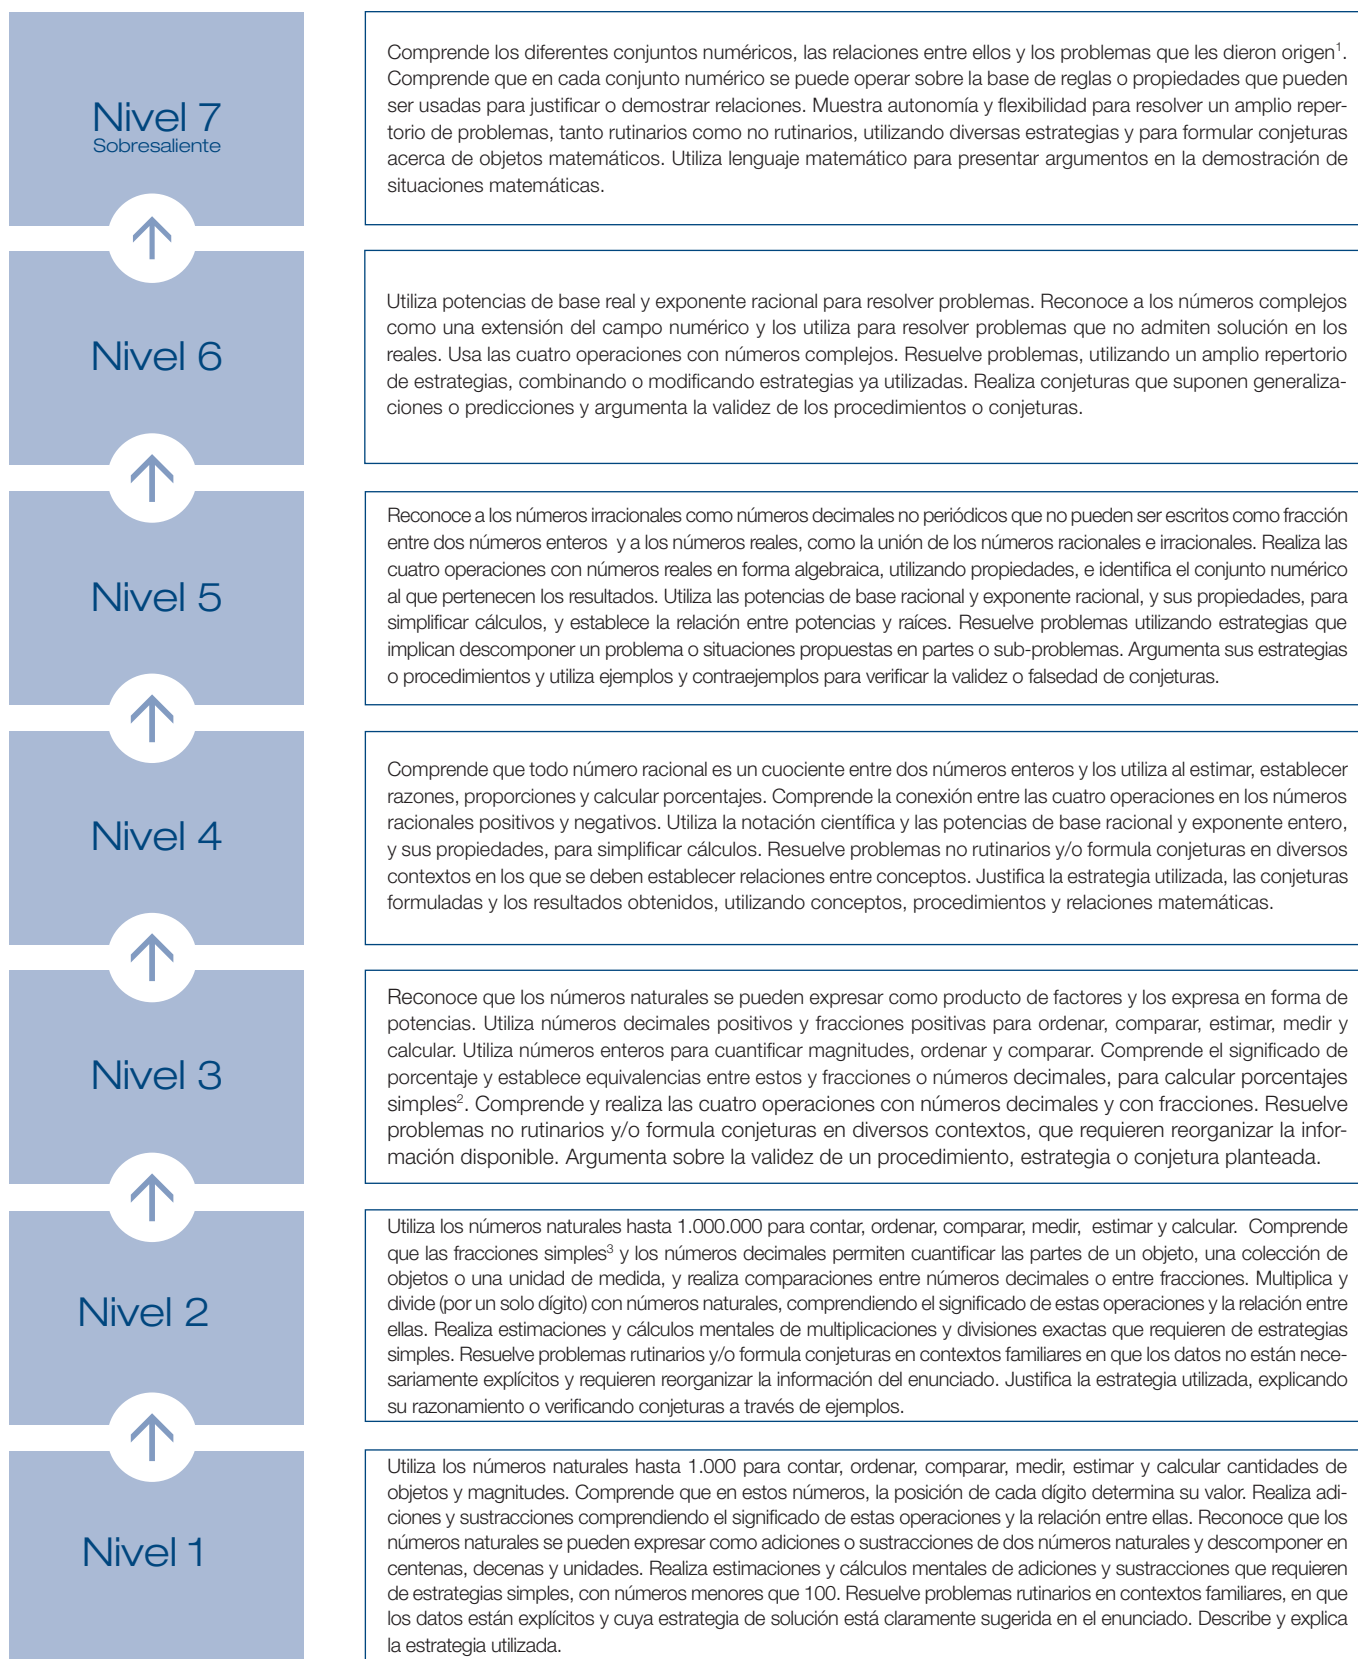 Nivel 7
Sobresaliente
Comprende los diferentes conjuntos numéricos, las relaciones entre ellos y los problemas que les dieron origen¹.
Comprende que en cada conjunto numérico se puede operar sobre la base de reglas o propiedades que pueden
ser usadas para justificar o demostrar relaciones. Muestra autonomía y flexibilidad para resolver un amplio reper-
torio de problemas, tanto rutinarios como no rutinarios, utilizando diversas estrategias y para formular conjeturas
acerca de objetos matemáticos. Utiliza lenguaje matemático para presentar argumentos en la demostración de
situaciones matemáticas.
Nivel 6
Utiliza potencias de base real y exponente racional para resolver problemas. Reconoce a los números complejos
como una extensión del campo numérico y los utiliza para resolver problemas que no admiten solución en los
reales. Usa las cuatro operaciones con números complejos. Resuelve problemas, utilizando un amplio repertorio
de estrategias, combinando o modificando estrategias ya utilizadas. Realiza conjeturas que suponen generaliza-
ciones o predicciones y argumenta la validez de los procedimientos o conjeturas.
Nivel 5
Reconoce a los números irracionales como números decimales no periódicos que no pueden ser escritos como fracción
entre dos números enteros y a los números reales, como la unión de los números racionales e irracionales. Realiza las
cuatro operaciones con números reales en forma algebraica, utilizando propiedades, e identifica el conjunto numérico
al que pertenecen los resultados. Utiliza las potencias de base racional y exponente racional, y sus propiedades, para
simplificar cálculos, y establece la relación entre potencias y raíces. Resuelve problemas utilizando estrategias que
implican descomponer un problema o situaciones propuestas en partes o sub-problemas. Argumenta sus estrategias
o procedimientos y utiliza ejemplos y contraejemplos para verificar la validez o falsedad de conjeturas.
Nivel 4
Comprende que todo número racional es un cuociente entre dos números enteros y los utiliza al estimar, establecer
razones, proporciones y calcular porcentajes. Comprende la conexión entre las cuatro operaciones en los números
racionales positivos y negativos. Utiliza la notación científica y las potencias de base racional y exponente entero,
y sus propiedades, para simplificar cálculos. Resuelve problemas no rutinarios y/o formula conjeturas en diversos
contextos en los que se deben establecer relaciones entre conceptos. Justifica la estrategia utilizada, las conjeturas
formuladas y los resultados obtenidos, utilizando conceptos, procedimientos y relaciones matemáticas.
Nivel 3
Reconoce que los números naturales se pueden expresar como producto de factores y los expresa en forma de
potencias. Utiliza números decimales positivos y fracciones positivas para ordenar, comparar, estimar, medir y
calcular. Utiliza números enteros para cuantificar magnitudes, ordenar y comparar. Comprende el significado de
porcentaje y establece equivalencias entre estos y fracciones o números decimales, para calcular porcentajes
simples². Comprende y realiza las cuatro operaciones con números decimales y con fracciones. Resuelve
problemas no rutinarios y/o formula conjeturas en diversos contextos, que requieren reorganizar la infor-
mación disponible. Argumenta sobre la validez de un procedimiento, estrategia o conjetura planteada.
Nivel 2
Utiliza los números naturales hasta 1.000.000 para contar, ordenar, comparar, medir, estimar y calcular. Comprende
que las fracciones simples³ y los números decimales permiten cuantificar las partes de un objeto, una colección de
objetos o una unidad de medida, y realiza comparaciones entre números decimales o entre fracciones. Multiplica y
divide (por un solo dígito) con números naturales, comprendiendo el significado de estas operaciones y la relación entre
ellas. Realiza estimaciones y cálculos mentales de multiplicaciones y divisiones exactas que requieren de estrategias
simples. Resuelve problemas rutinarios y/o formula conjeturas en contextos familiares en que los datos no están nece-
sariamente explícitos y requieren reorganizar la información del enunciado. Justifica la estrategia utilizada, explicando
su razonamiento o verificando conjeturas a través de ejemplos.
Nivel 1
Utiliza los números naturales hasta 1.000 para contar, ordenar, comparar, medir, estimar y calcular cantidades de
objetos y magnitudes. Comprende que en estos números, la posición de cada dígito determina su valor. Realiza adi-
ciones y sustracciones comprendiendo el significado de estas operaciones y la relación entre ellas. Reconoce que los
números naturales se pueden expresar como adiciones o sustracciones de dos números naturales y descomponer en
centenas, decenas y unidades. Realiza estimaciones y cálculos mentales de adiciones y sustracciones que requieren
de estrategias simples, con números menores que 100. Resuelve problemas rutinarios en contextos familiares, en que
los datos están explícitos y cuya estrategia de solución está claramente sugerida en el enunciado. Describe y explica
la estrategia utilizada.